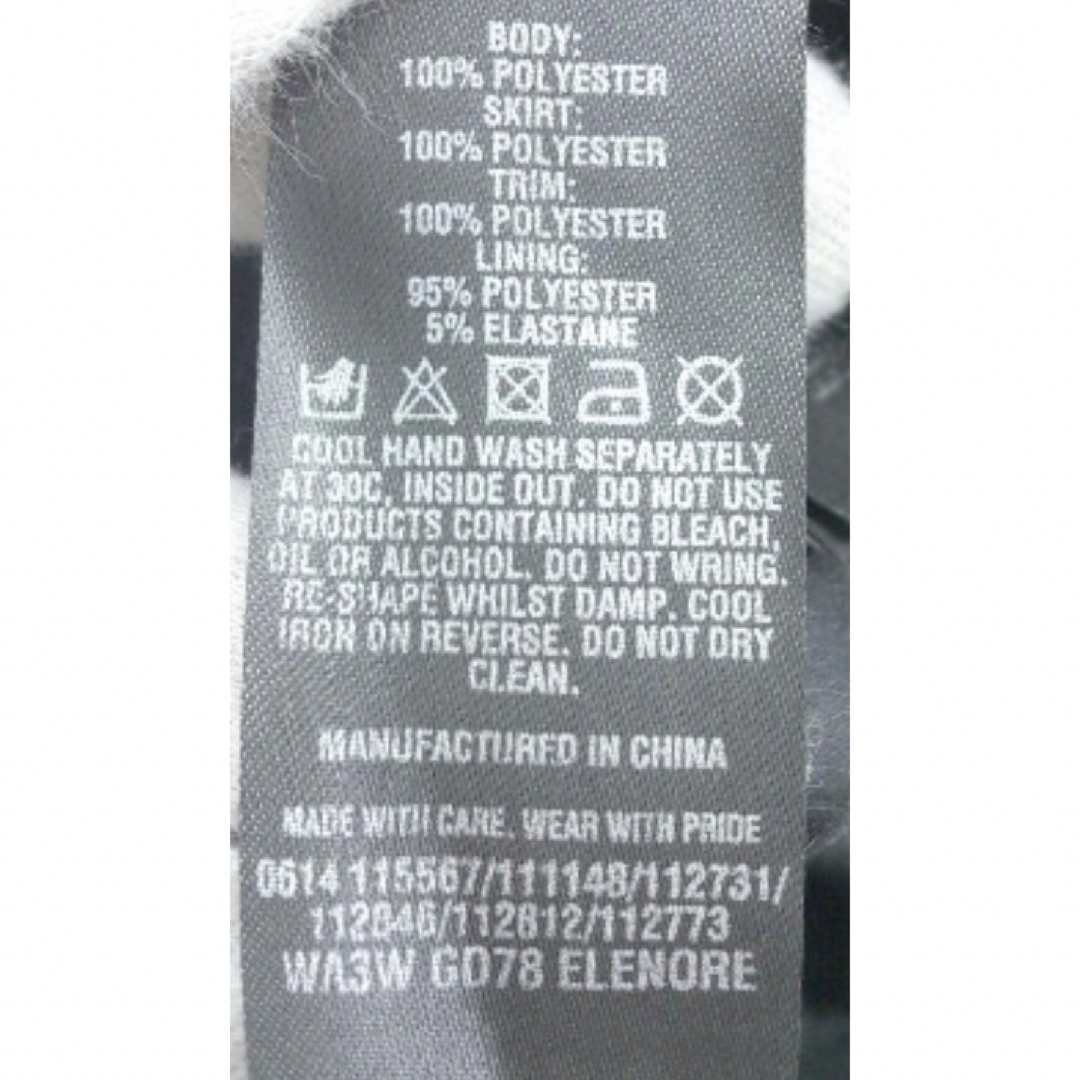 BODY:
100% POLYESTER
SKIRT:
100% POLYESTER
TRIM:
100% POLYESTER
LINING:
95% POLYESTER
5% ELASTANE
COOL HAND WASH SEPARATELY
AT 30C, INSIDE OUT. DO NOT USE
PRODUCTS CONTAINING BLEACH,
OIL OR ALCOHOL. DO NOT WRING.
RE-SHAPE WHILST DAMP. COOL
IRON ON REVERSE. DO NOT DRY
CLEAN.
MANUFACTURED IN CHINA
MADE WITH CARE. WEAR WITH PRIDE
0614 115567/111148/112731/
/112773
WA3W GD78 ELENORE